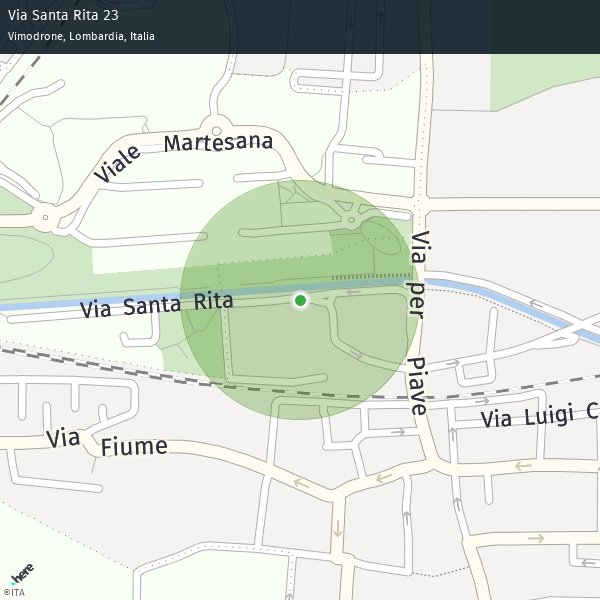 Via Santa Rita 23
Vimodrone, Lombardia, Italia
Viale Martesana
Via per Piave
Via Santa Rita
Via Luigi C
Via Fiume
here
©ITA